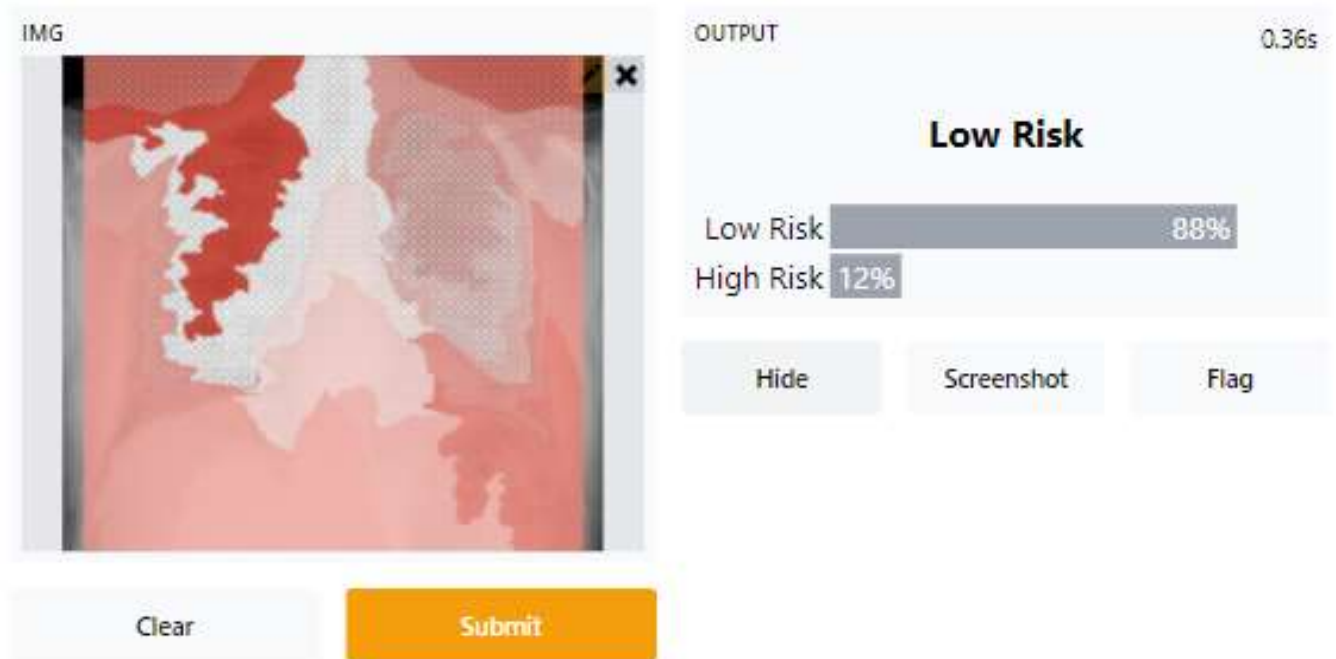 IMG
OUTPUT 0.36s
Low Risk
Low Risk 88%
High Risk 12%
Hide Screenshot Flag
Clear Submit